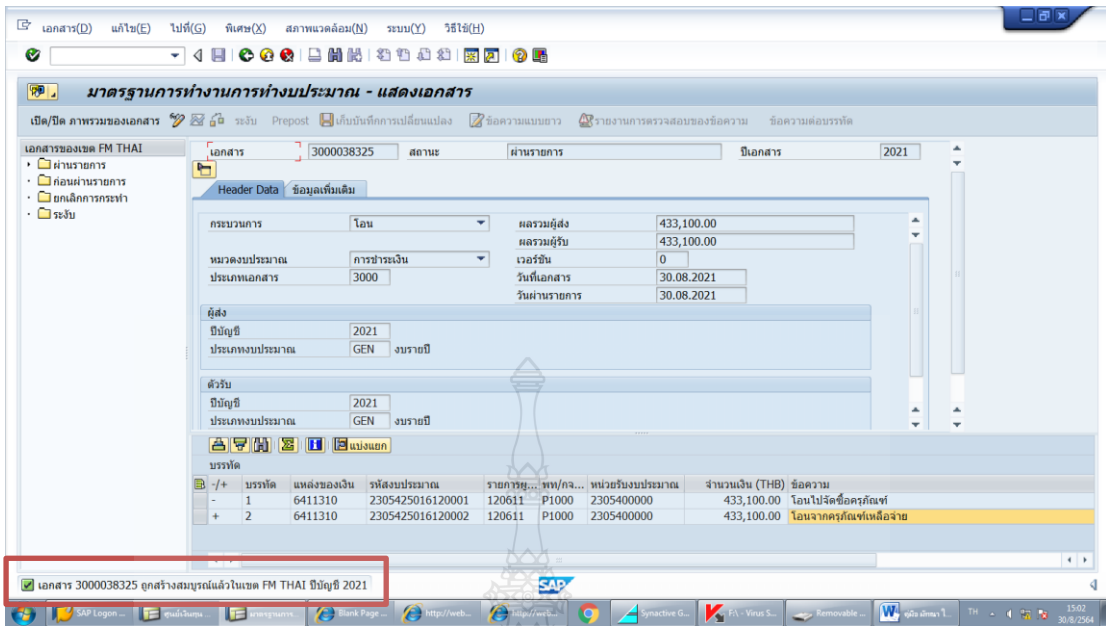 เอกสาร(D) แก้ไข(E) ไปที่(G) พิเศษ(X) สภาพแวดล้อม(N) ระบบ(Y) วิธีใช้(H)
มาตรฐานการทำงานการทำงบประมาณ - แสดงเอกสาร
เปิด/ปิด ภาพรวมของเอกสาร ระงับ Prepost เก็บบันทึกการเปลี่ยนแปลง ข้อความแบบยาว รายงานการตรวจสอบของข้อความ ข้อความต่อบรรทัด
เอกสารของเขต FM THAI
ผ่านรายการ
ก่อนผ่านรายการ
ยกเลิกการกระทำ
ระงับ
เอกสาร 3000038325 สถานะ ผ่านรายการ ปีเอกสาร 2021
Header Data ข้อมูลเพิ่มเติม
กระบวนการ โอน ผลรวมผู้ส่ง 433,100.00
ผลรวมผู้รับ 433,100.00
หมวดงบประมาณ การชำระเงิน เวอร์ชัน 0
ประเภทเอกสาร 3000 วันที่เอกสาร 30.08.2021
วันผ่านรายการ 30.08.2021
ผู้ส่ง
ปีบัญชี 2021
ประเภทงบประมาณ GEN งบรายปี
ตัวรับ
ปีบัญชี 2021
ประเภทงบประมาณ GEN งบรายปี
แบ่งแยก
บรรทัด
-/+ บรรทัด แหล่งของเงิน รหัสงบประมาณ รายการผู... พท/กจ... หน่วยรับงบประมาณ จำนวนเงิน (THB) ข้อความ
- 1 6411310 2305425016120001 120611 P1000 2305400000 433,100.00 โอนไปจัดซื้อครุภัณฑ์
+ 2 6411310 2305425016120002 120611 P1000 2305400000 433,100.00 โอนจากครุภัณฑ์เหลือจ่าย
เอกสาร 3000038325 ถูกสร้างสมบูรณ์แล้วในเขต FM THAI ปีบัญชี 2021
SAP
SAP Logon ... มาตรฐานการ... Blank Page ... http://web... http://web... Synactive G... F:\ - Virus S... Removable ... TH 15:02
30/8/2564